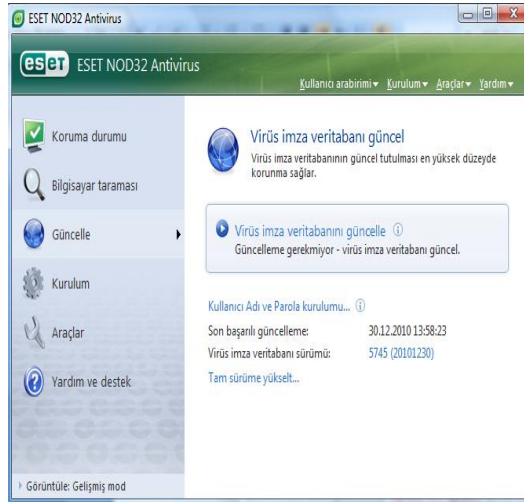 ESET NOD32 Antivirus
eseT ESET NOD32 Antivirus
Kullanıcı arabirimi Kurulum Araçlar Yardım
Koruma durumu
Bilgisayar taraması
Güncelle
Kurulum
Araçlar
Yardım ve destek
Görüntüle: Gelişmiş mod
Virüs imza veritabanı güncel
Virüs imza veritabanının güncel tutulması en yüksek düzeyde
korunma sağlar.
Virüs imza veritabanını güncelle
Güncelleme gerekmiyor - virüs imza veritabanı güncel.
Kullanıcı Adı ve Parola kurulumu...
Son başarılı güncelleme: 30.12.2010 13:58:23
Virüs imza veritabanı sürümü: 5745 (20101230)
Tam sürüme yükselt...